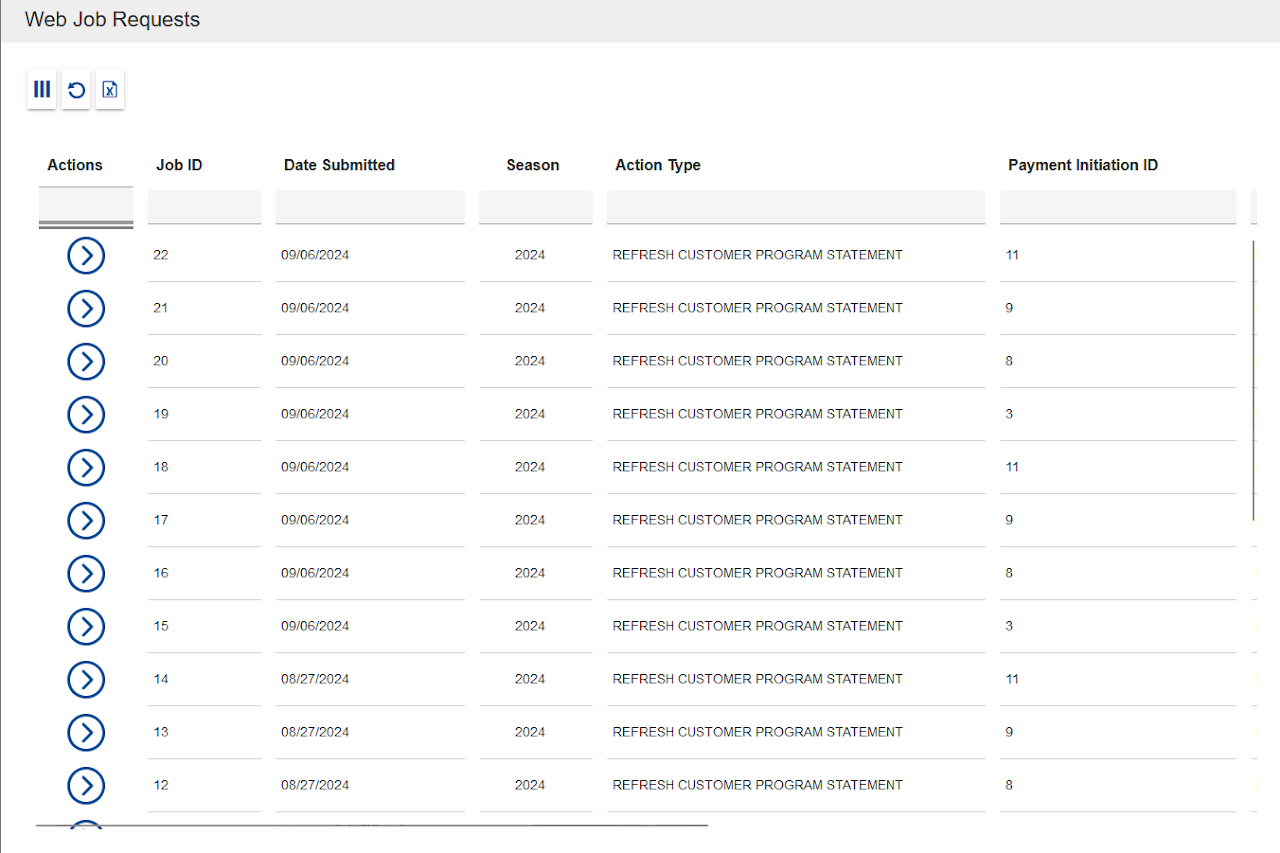 Web Job Requests
Actions Job ID Date Submitted Season Action Type Payment Initiation ID
22 09/06/2024 2024 REFRESH CUSTOMER PROGRAM STATEMENT 11
21 09/06/2024 2024 REFRESH CUSTOMER PROGRAM STATEMENT 9
20 09/06/2024 2024 REFRESH CUSTOMER PROGRAM STATEMENT 8
19 09/06/2024 2024 REFRESH CUSTOMER PROGRAM STATEMENT 3
18 09/06/2024 2024 REFRESH CUSTOMER PROGRAM STATEMENT 11
17 09/06/2024 2024 REFRESH CUSTOMER PROGRAM STATEMENT 9
16 09/06/2024 2024 REFRESH CUSTOMER PROGRAM STATEMENT 8
15 09/06/2024 2024 REFRESH CUSTOMER PROGRAM STATEMENT 3
14 08/27/2024 2024 REFRESH CUSTOMER PROGRAM STATEMENT 11
13 08/27/2024 2024 REFRESH CUSTOMER PROGRAM STATEMENT 9
12 08/27/2024 2024 REFRESH CUSTOMER PROGRAM STATEMENT 8